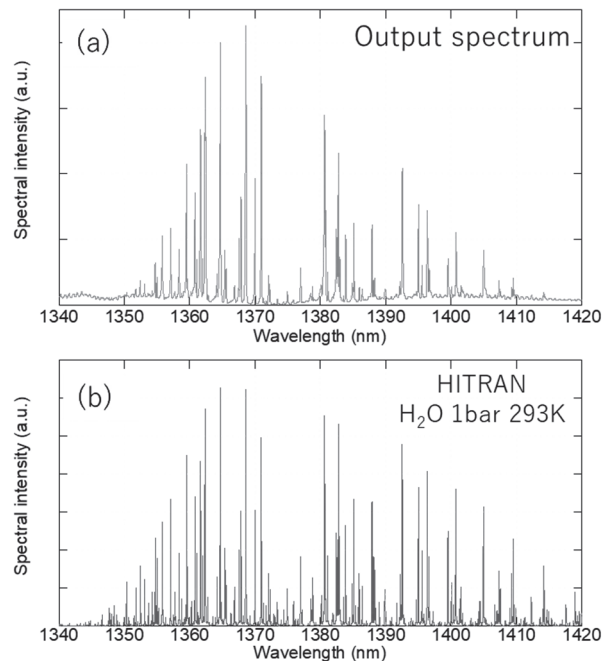 (a)
Output spectrum
Spectral intensity (a.u.)
1340 1350 1360 1370 1380 1390 1400 1410 1420
Wavelength (nm)
(b)
HITRAN
H₂O 1bar 293K
Spectral intensity (a.u.)
1340 1350 1360 1370 1380 1390 1400 1410 1420
Wavelength (nm)